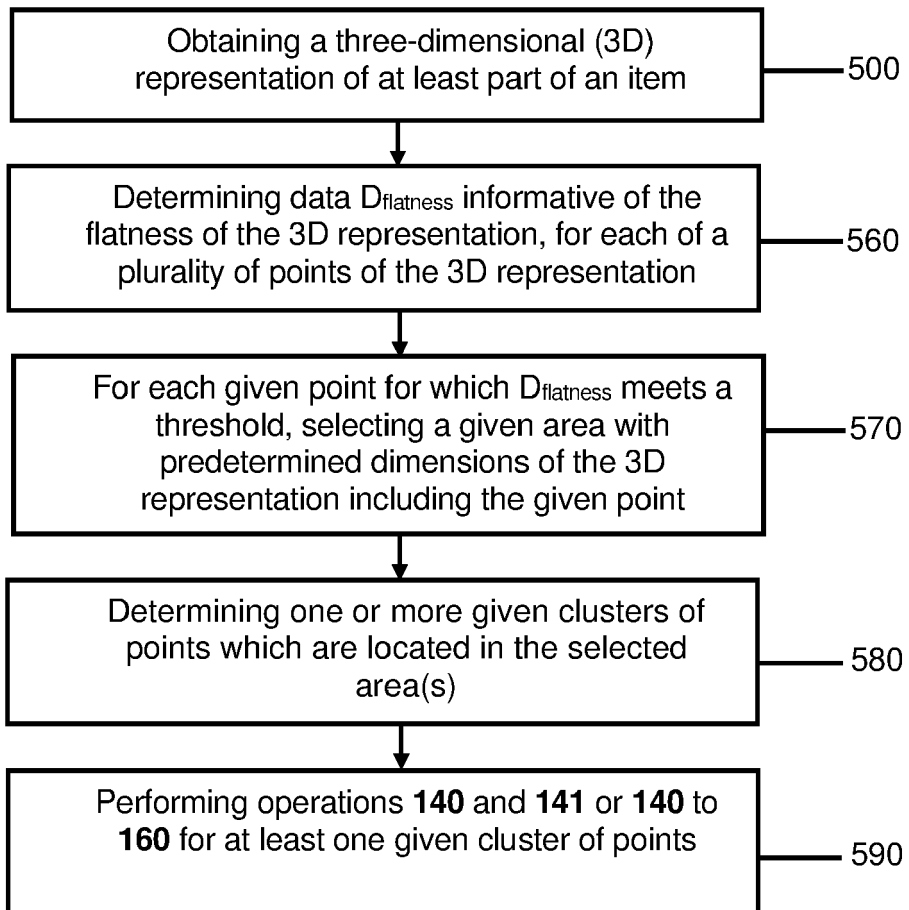 Obtaining a three-dimensional (3D)
representation of at least part of an item
500
Determining data Dflatness informative of the
flatness of the 3D representation, for each of a
plurality of points of the 3D representation
560
For each given point for which Dflatness meets a
threshold, selecting a given area with
predetermined dimensions of the 3D
representation including the given point
570
Determining one or more given clusters of
points which are located in the selected
area(s)
580
Performing operations 140 and 141 or 140 to
160 for at least one given cluster of points
590